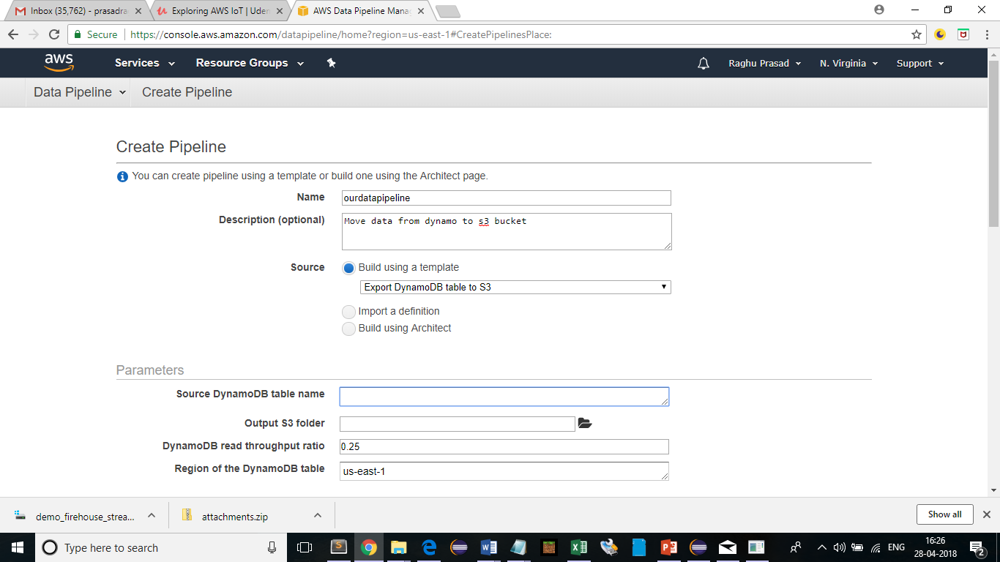 Inbox (35,762) - prasadra
Exploring AWS IoT | Uden
AWS Data Pipeline Mana
Secure
https://console.aws.amazon.com/datapipeline/home?region=us-east-1#CreatePipelinesPlace:
aws
Services
Resource Groups
Raghu Prasad
N. Virginia
Support
Data Pipeline
Create Pipeline
Create Pipeline
You can create pipeline using a template or build one using the Architect page.
Name
ourdatapipeline
Description (optional)
Move data from dynamo to s3 bucket
Source
Build using a template
Export DynamoDB table to S3
Import a definition
Build using Architect
Parameters
Source DynamoDB table name
Output S3 folder
DynamoDB read throughput ratio
0.25
Region of the DynamoDB table
us-east-1
demo_firehouse_strea...
attachments.zip
Show all
Type here to search
ENG
16:26
28-04-2018
2